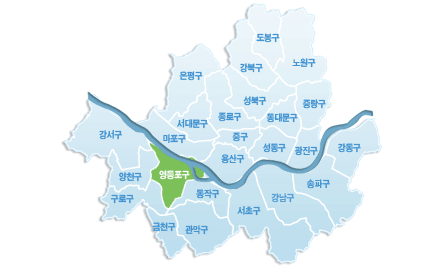 도봉구
노원구
강북구
은평구
성북구
중랑구
종로구
동대문구
서대문구
마포구
중구
강서구
성동구
광진구
강동구
용산구
양천구
영등포구
동작구
송파구
구로구
강남구
서초구
금천구
관악구